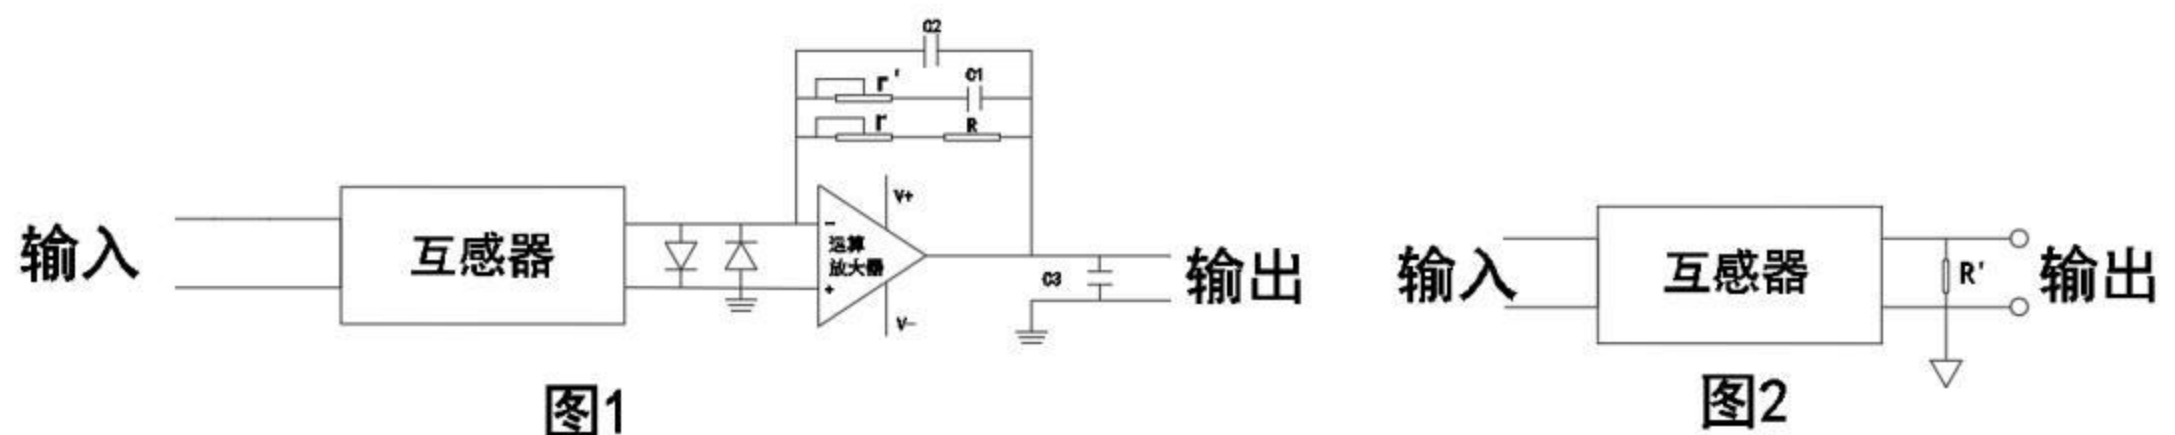 C2
r'
C1
r
R
V+
输入
互感器
-
运算
放大器
+
C3
输出
V-
图1
输入
互感器
R'
输出
图2